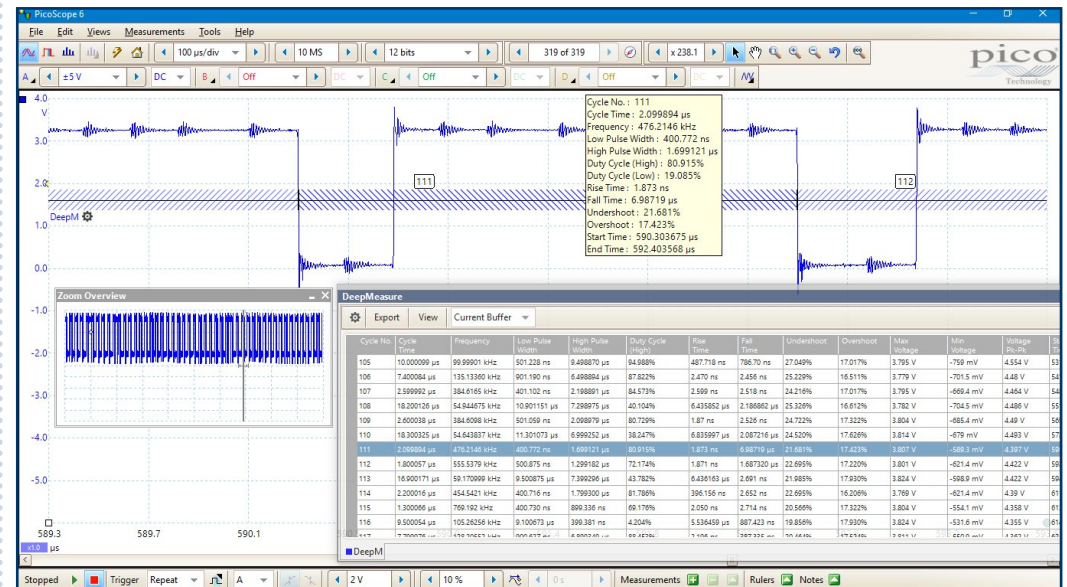 PicoScope 6
File Edit Views Measurements Tools Help
100 µs/div 10 MS 12 bits 319 of 319 x 238.1
pico
Technology
A ±5 V DC B Off DC C Off DC D Off DC
4.0
V
3.0
2.0
1.0
0.0
-1.0
-2.0
-3.0
-4.0
-5.0
DeepM
111
112
Cycle No. : 111
Cycle Time : 2.099894 µs
Frequency : 476.2146 kHz
Low Pulse Width : 400.772 ns
High Pulse Width : 1.699121 µs
Duty Cycle (High) : 80.915%
Duty Cycle (Low) : 19.085%
Rise Time : 1.873 ns
Fall Time : 6.98719 µs
Undershoot : 21.681%
Overshoot : 17.423%
Start Time : 590.303675 µs
End Time : 592.403568 µs
Zoom Overview
DeepMeasure
Export View Current Buffer
Cycle No. Cycle Time Frequency Low Pulse Width High Pulse Width Duty Cycle (High) Rise Time Fall Time Undershoot Overshoot Max Voltage Min Voltage Voltage Pk-Pk
105 10.000099 µs 99.99901 kHz 501.228 ns 9.498870 µs 94.988% 487.718 ns 786.70 ns 27.049% 17.017% 3.795 V -759 mV 4.554 V
106 7.400084 µs 135.13360 kHz 901.190 ns 6.498894 µs 87.822% 2.470 ns 2.456 ns 25.229% 16.511% 3.779 V -701.5 mV 4.48 V
107 2.599992 µs 384.6165 kHz 401.102 ns 2.198891 µs 84.573% 2.599 ns 2.518 ns 24.216% 17.017% 3.795 V -669.4 mV 4.464 V
108 18.200126 µs 54.944675 kHz 10.901151 µs 7.298975 µs 40.104% 6.435852 µs 2.186862 µs 25.326% 16.612% 3.782 V -704.5 mV 4.486 V
109 2.600038 µs 384.6098 kHz 501.059 ns 2.098979 µs 80.729% 1.87 ns 2.526 ns 24.722% 17.322% 3.804 V -685.4 mV 4.49 V
110 18.300325 µs 54.643837 kHz 11.301073 µs 6.999252 µs 38.247% 6.835997 µs 2.087216 µs 24.520% 17.626% 3.814 V -679 mV 4.493 V
111 2.099894 µs 476.2146 kHz 400.772 ns 1.699121 µs 80.915% 1.873 ns 6.98719 µs 21.681% 17.423% 3.807 V -589.3 mV 4.397 V
112 1.800057 µs 555.5379 kHz 500.875 ns 1.299182 µs 72.174% 1.871 ns 1.687320 µs 22.695% 17.220% 3.801 V -621.4 mV 4.422 V
113 16.900171 µs 59.170999 kHz 9.500875 µs 7.399296 µs 43.782% 6.436163 µs 2.691 ns 21.985% 17.930% 3.824 V -598.9 mV 4.422 V
114 2.200016 µs 454.5421 kHz 400.716 ns 1.799300 µs 81.786% 396.156 ns 2.652 ns 22.695% 16.206% 3.769 V -621.4 mV 4.39 V
115 1.300066 µs 769.192 kHz 400.730 ns 899.336 ns 69.176% 2.050 ns 2.714 ns 20.566% 17.322% 3.804 V -554.1 mV 4.358 V
116 9.500054 µs 105.26256 kHz 9.100673 µs 399.381 ns 4.204% 5.536459 µs 887.423 ns 19.856% 17.930% 3.824 V -531.6 mV 4.355 V
DeepM
589.3 589.7 590.1
x1.0 µs
Stopped Trigger Repeat A 2 V 10 % 0 s Measurements Rulers Notes